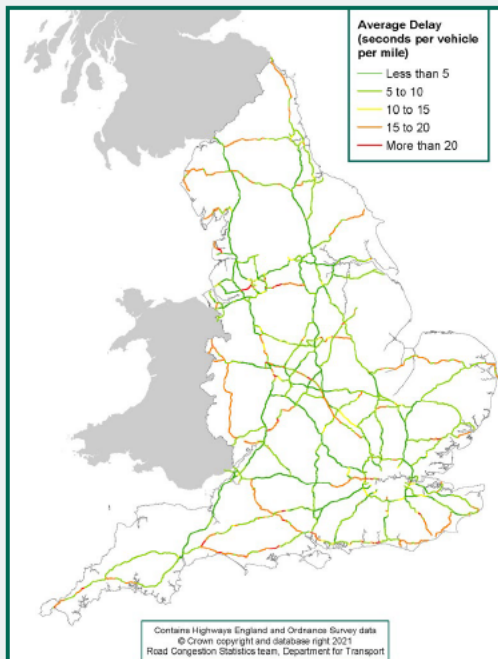 Average Delay
(seconds per vehicle
per mile)
Less than 5
5 to 10
10 to 15
15 to 20
More than 20
Contains Highways England and Ordnance Survey data
© Crown copyright and database right 2021
Road Congestion Statistics team, Department for Transport